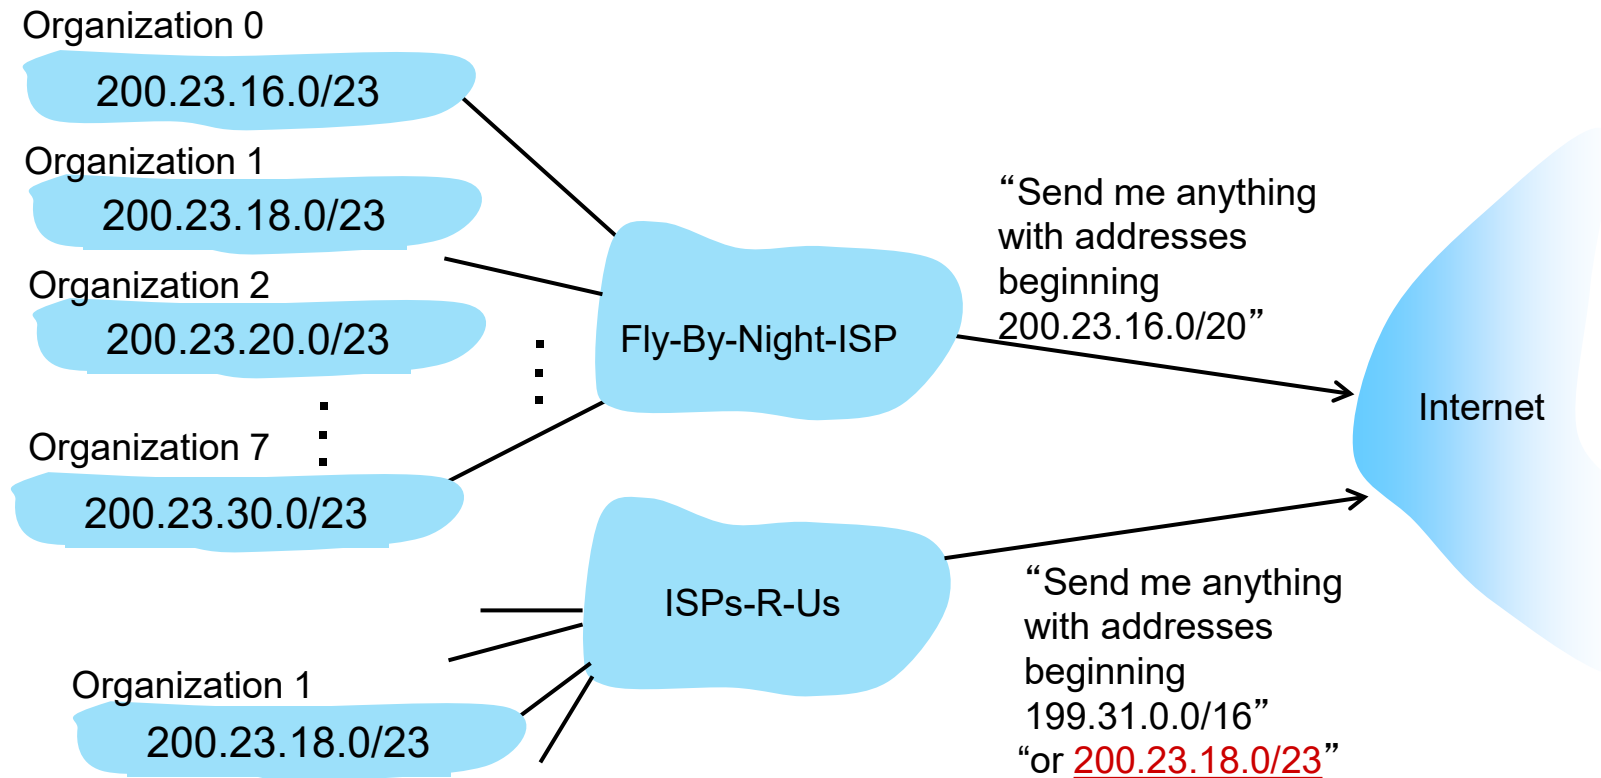 Organization 0
200.23.16.0/23
Organization 1
200.23.18.0/23
Organization 2
200.23.20.0/23
Organization 7
200.23.30.0/23
Fly-By-Night-ISP
“Send me anything
with addresses
beginning
200.23.16.0/20”
Internet
ISPs-R-Us
Organization 1
200.23.18.0/23
“Send me anything
with addresses
beginning
199.31.0.0/16”
“or 200.23.18.0/23”